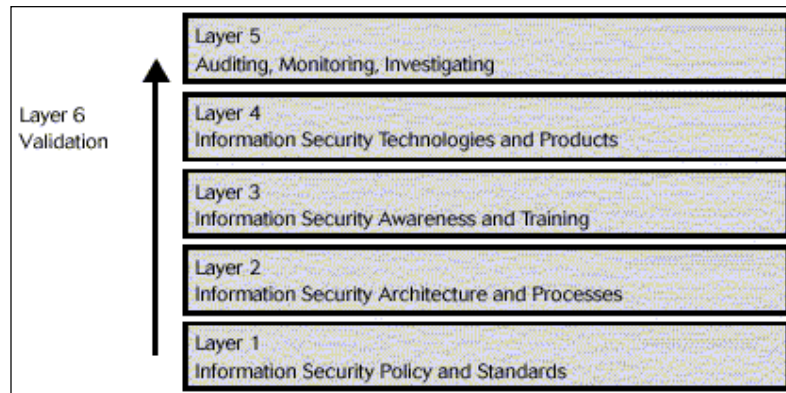 Layer 5
Auditing, Monitoring, Investigating
Layer 6
Validation
Layer 4
Information Security Technologies and Products
Layer 3
Information Security Awareness and Training
Layer 2
Information Security Architecture and Processes
Layer 1
Information Security Policy and Standards